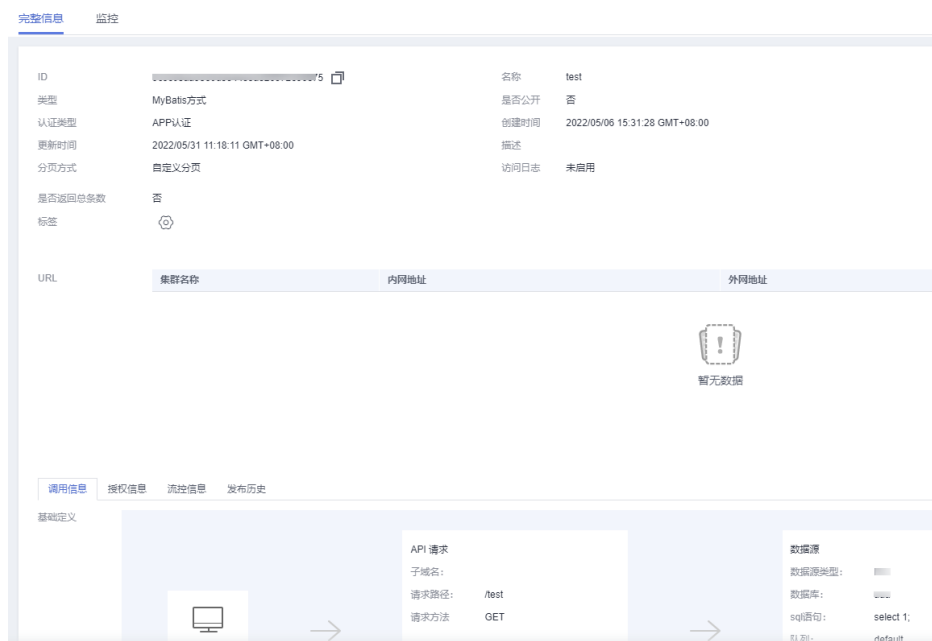 完整信息 监控
ID 75 名称 test
类型 MyBatis方式 是否公开 否
认证类型 APP认证 创建时间 2022/05/06 15:31:28 GMT+08:00
更新时间 2022/05/31 11:18:11 GMT+08:00 描述
分页方式 自定义分页 访问日志 未启用
是否返回总条数 否
标签
URL 集群名称 内网地址 外网地址
暂无数据
调用信息 授权信息 流控信息 发布历史
基础定义
API 请求 数据源
子域名: 数据源类型:
请求路径: /test 数据库:
请求方法 GET sql语句: select 1;
队列: default